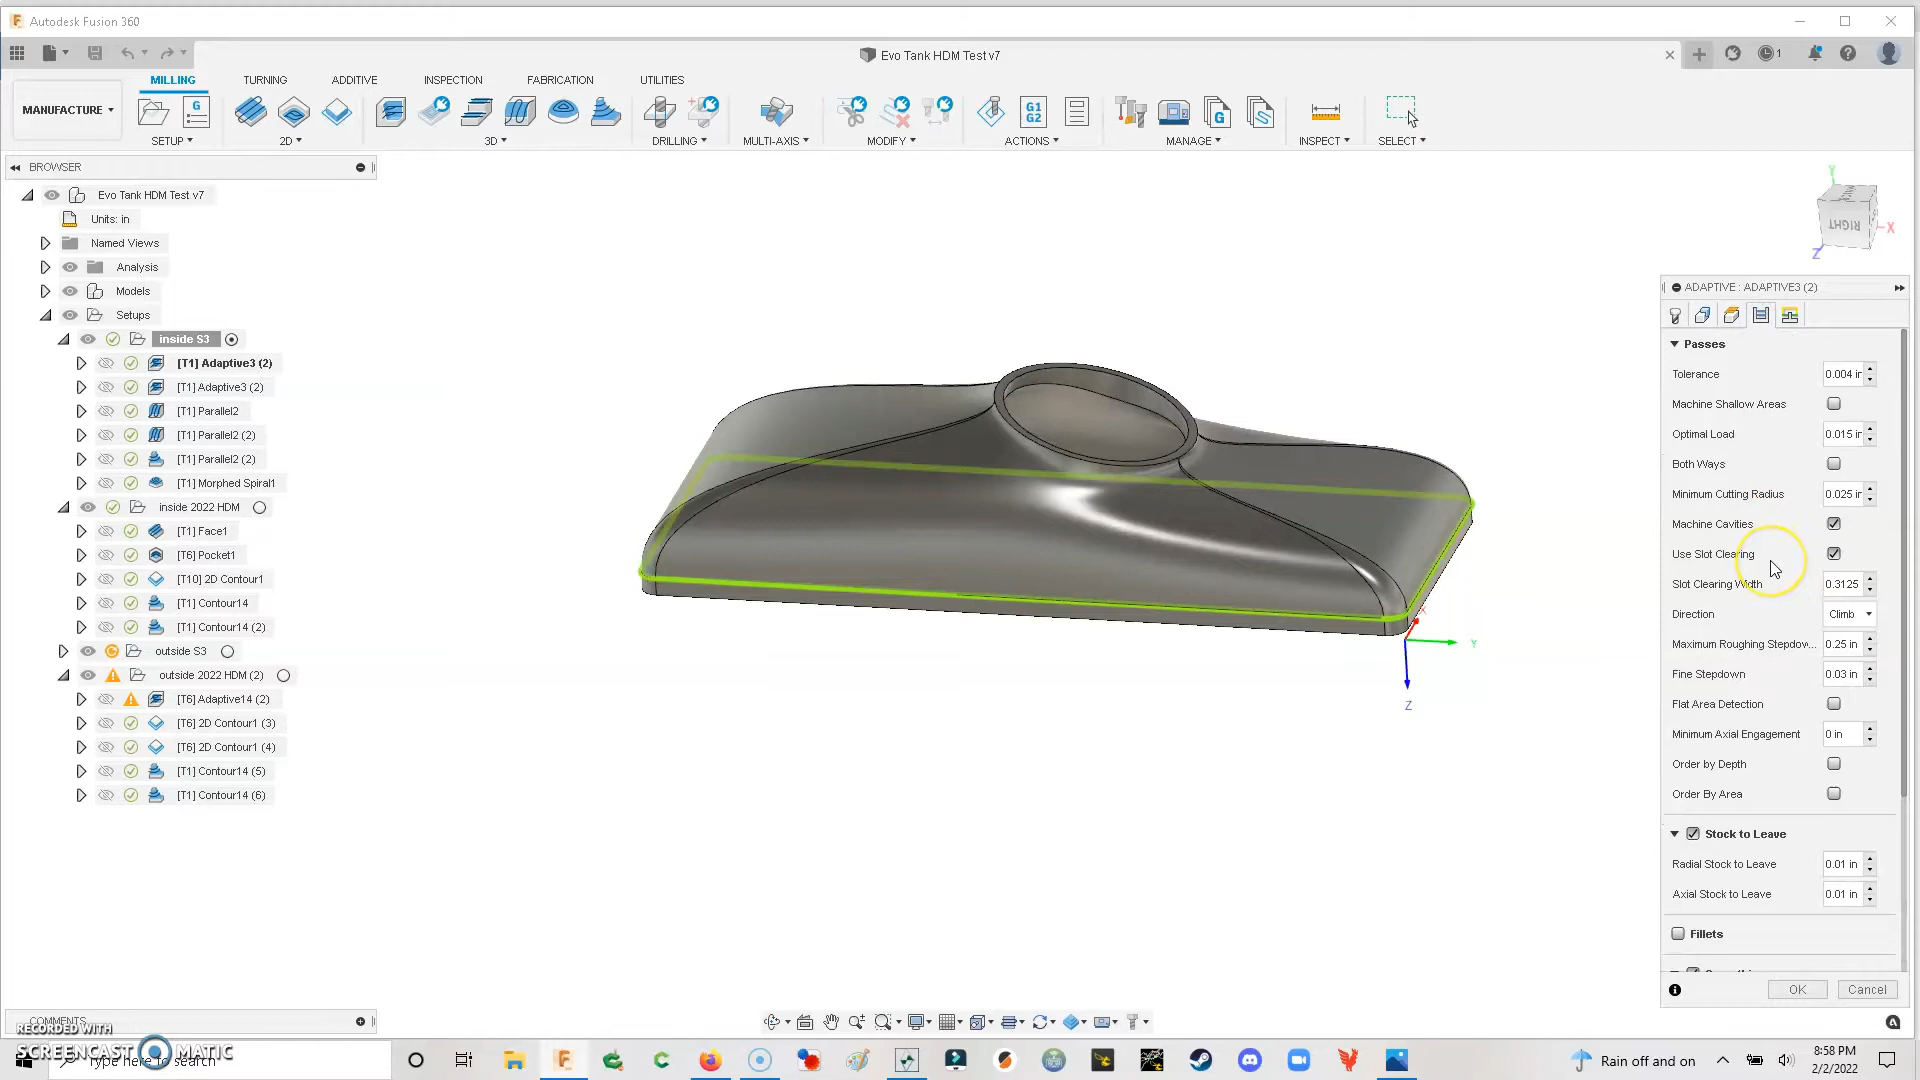 Autodesk Fusion 360
Evo Tank HDM Test v7
1
MILLING
TURNING
ADDITIVE
INSPECTION
FABRICATION
UTILITIES
MANUFACTURE
G
G1
G2
SETUP
2D
3D
DRILLING
MULTI-AXIS
MODIFY
ACTIONS
MANAGE
INSPECT
SELECT
BROWSER
Evo Tank HDM Test v7
Units: in
Named Views
Analysis
Models
Setups
inside S3
[T1] Adaptive3 (2)
[T1] Adaptive3 (2)
[T1] Parallel2
[T1] Parallel2 (2)
[T1] Parallel2 (2)
[T1] Morphed Spiral1
inside 2022 HDM
[T1] Face1
[T6] Pocket1
[T10] 2D Contour1
[T1] Contour14
[T1] Contour14 (2)
outside S3
outside 2022 HDM (2)
[T6] Adaptive14 (2)
[T6] 2D Contour1 (3)
[T6] 2D Contour1 (4)
[T1] Contour14 (5)
[T1] Contour14 (6)
Y
X
Z
RIGHT
X
Y
Z
ADAPTIVE : ADAPTIVE3 (2)
Passes
Tolerance 0.004 in
Machine Shallow Areas
Optimal Load 0.015 in
Both Ways
Minimum Cutting Radius 0.025 in
Machine Cavities
Use Slot Clearing
Slot Clearing Width 0.3125
Direction Climb
Maximum Roughing Stepdow... 0.25 in
Fine Stepdown 0.03 in
Flat Area Detection
Minimum Axial Engagement 0 in
Order by Depth
Order By Area
Stock to Leave
Radial Stock to Leave 0.01 in
Axial Stock to Leave 0.01 in
Fillets
OK
Cancel
COMMENTS
RECORDED WITH
SCREENCAST MATIC
Type here to search
Rain off and on
8:58 PM
2/2/2022